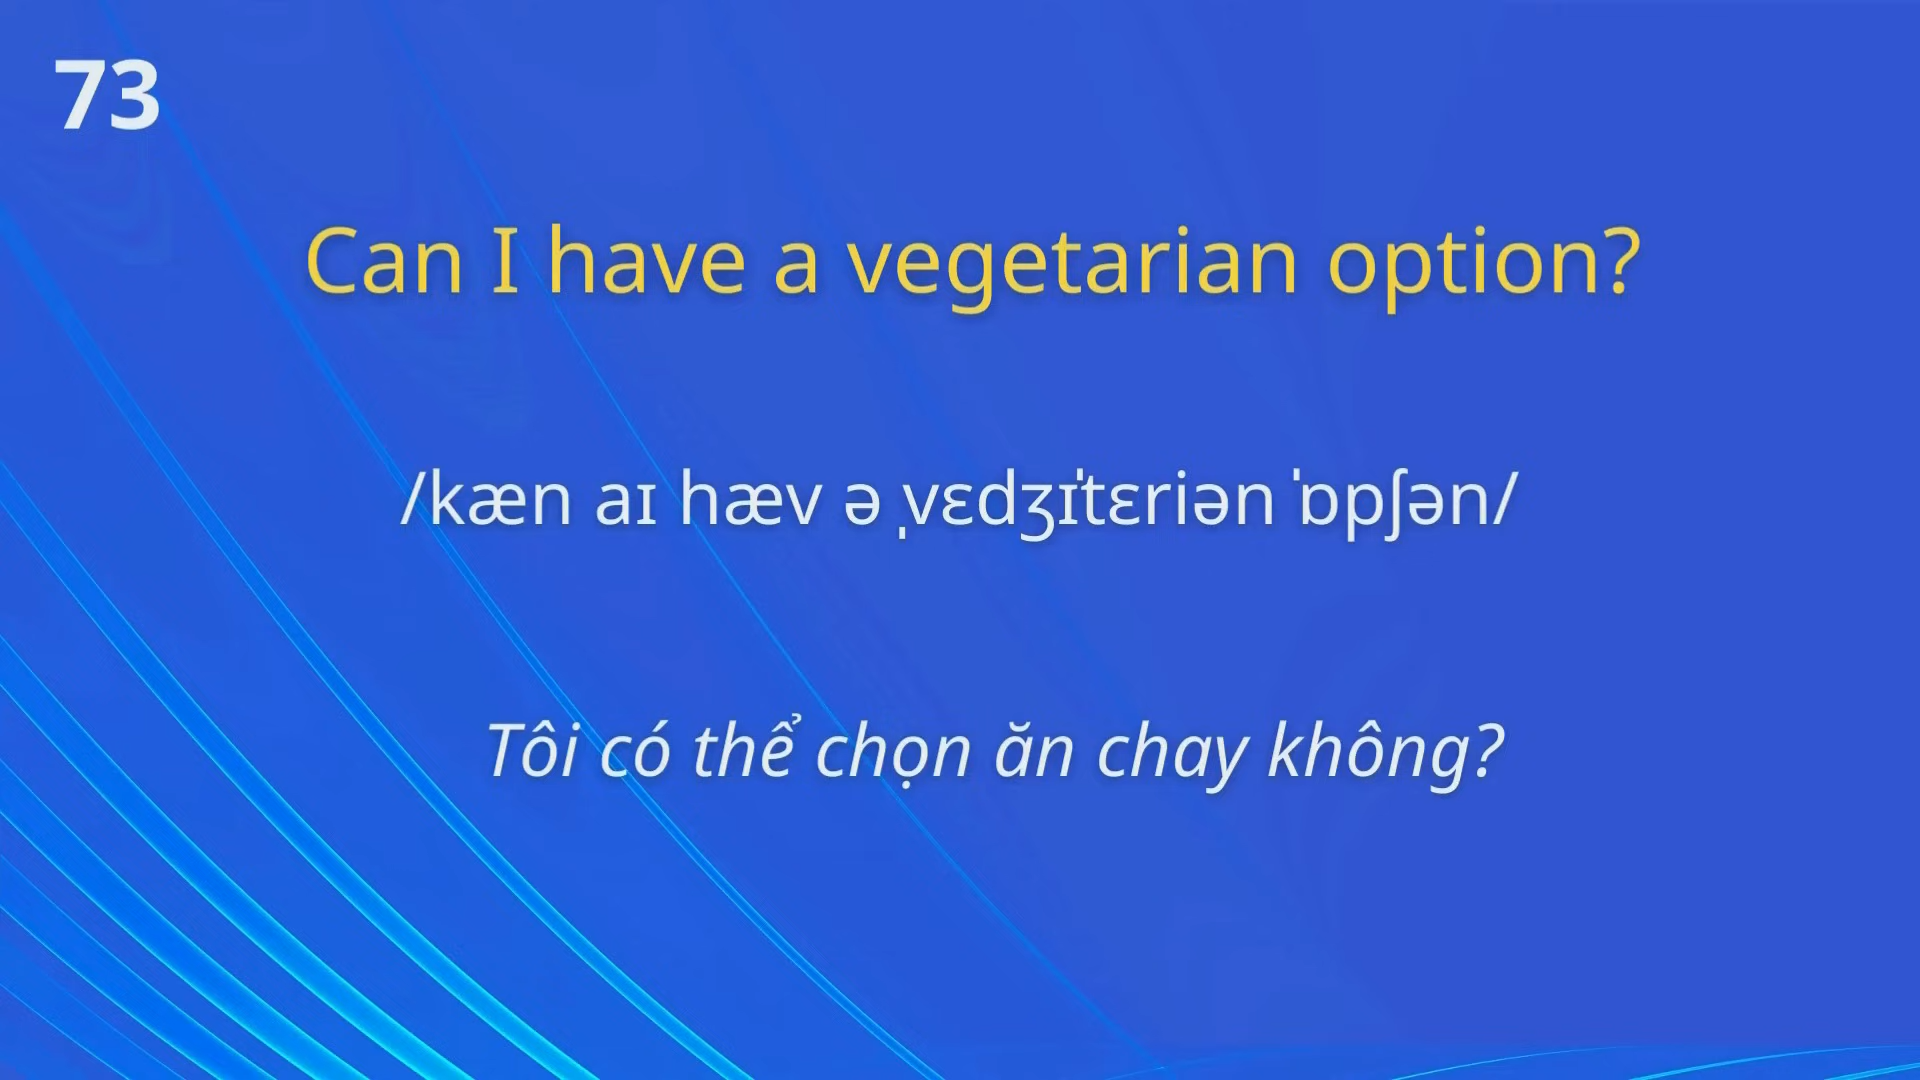 73
Can I have a vegetarian option?
/kæn aɪ hæv ə ˌvɛdʒɪˈtɛriən ˈɒpʃən/
Tôi có thể chọn ăn chay không?